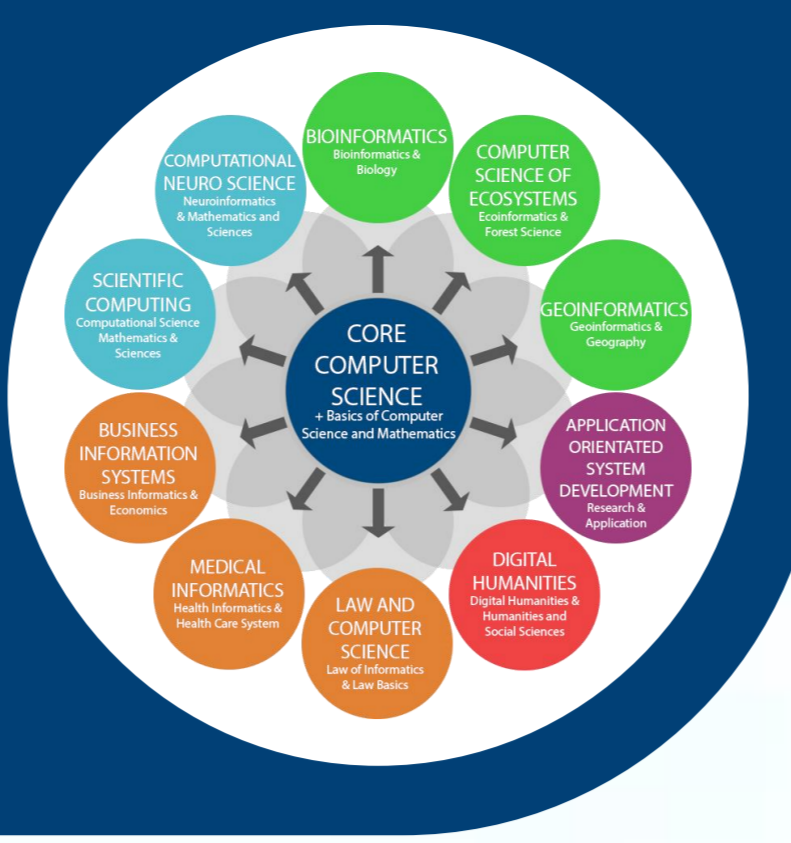 BIOINFORMATICS
Bioinformatics &
Biology
COMPUTER
SCIENCE OF
ECOSYSTEMS
Ecoinformatics &
Forest Science
GEOINFORMATICS
Geoinformatics &
Geography
APPLICATION
ORIENTATED
SYSTEM
DEVELOPMENT
Research &
Application
DIGITAL
HUMANITIES
Digital Humanities &
Humanities and
Social Sciences
LAW AND
COMPUTER
SCIENCE
Law of Informatics
& Law Basics
MEDICAL
INFORMATICS
Health Informatics &
Health Care System
BUSINESS
INFORMATION
SYSTEMS
Business Informatics &
Economics
SCIENTIFIC
COMPUTING
Computational Science
Mathematics &
Sciences
COMPUTATIONAL
NEURO SCIENCE
Neuroinformatics
& Mathematics and
Sciences
CORE
COMPUTER
SCIENCE
+ Basics of Computer
Science and Mathematics